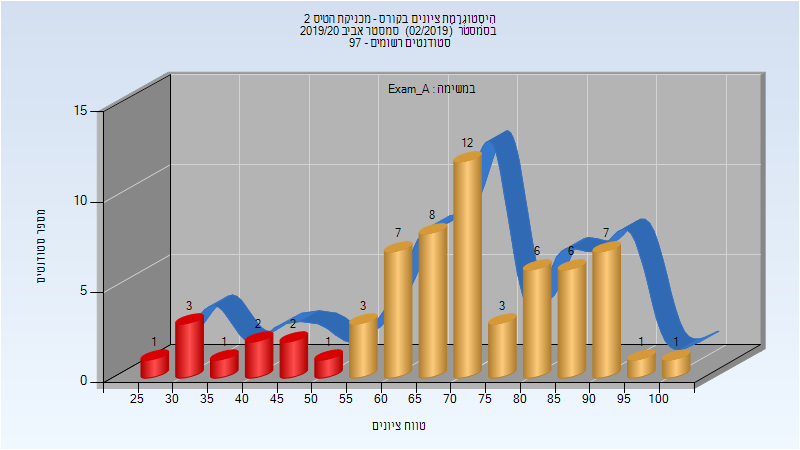 היסטוגרמת ציונים בקורס - מכניקת הטיס 2
בסמסטר (02/2019) סמסטר אביב 2019/20
סטודנטים רשומים - 97
במשימה : Exam_A
מספר סטודנטים
15
10
5
0
1
3
1
2
2
1
3
7
8
12
3
6
6
7
1
1
25 30 35 40 45 50 55 60 65 70 75 80 85 90 95 100
טווח ציונים